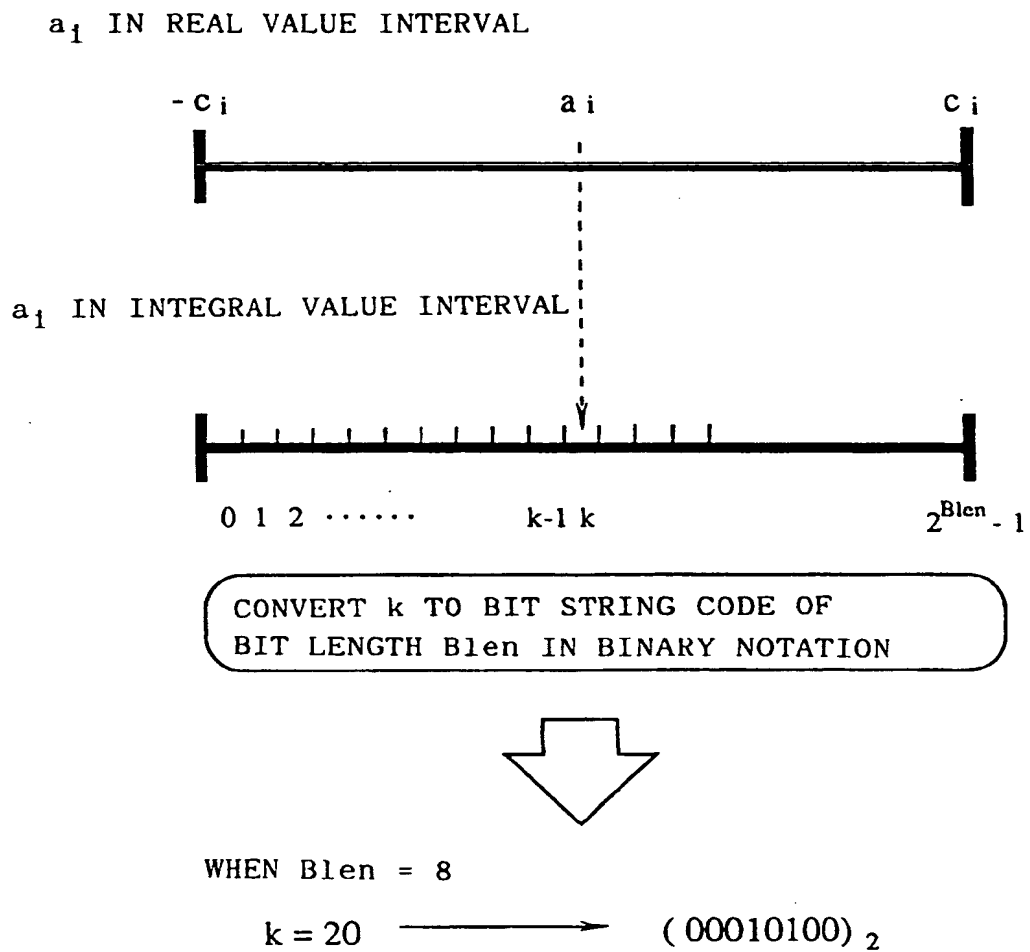 a_i IN REAL VALUE INTERVAL
- c_i a_i c_i
a_i IN INTEGRAL VALUE INTERVAL
0 1 2 ······ k-1 k 2^Blen - 1
CONVERT k TO BIT STRING CODE OF
BIT LENGTH Blen IN BINARY NOTATION
WHEN Blen = 8
k = 20 (00010100)_2